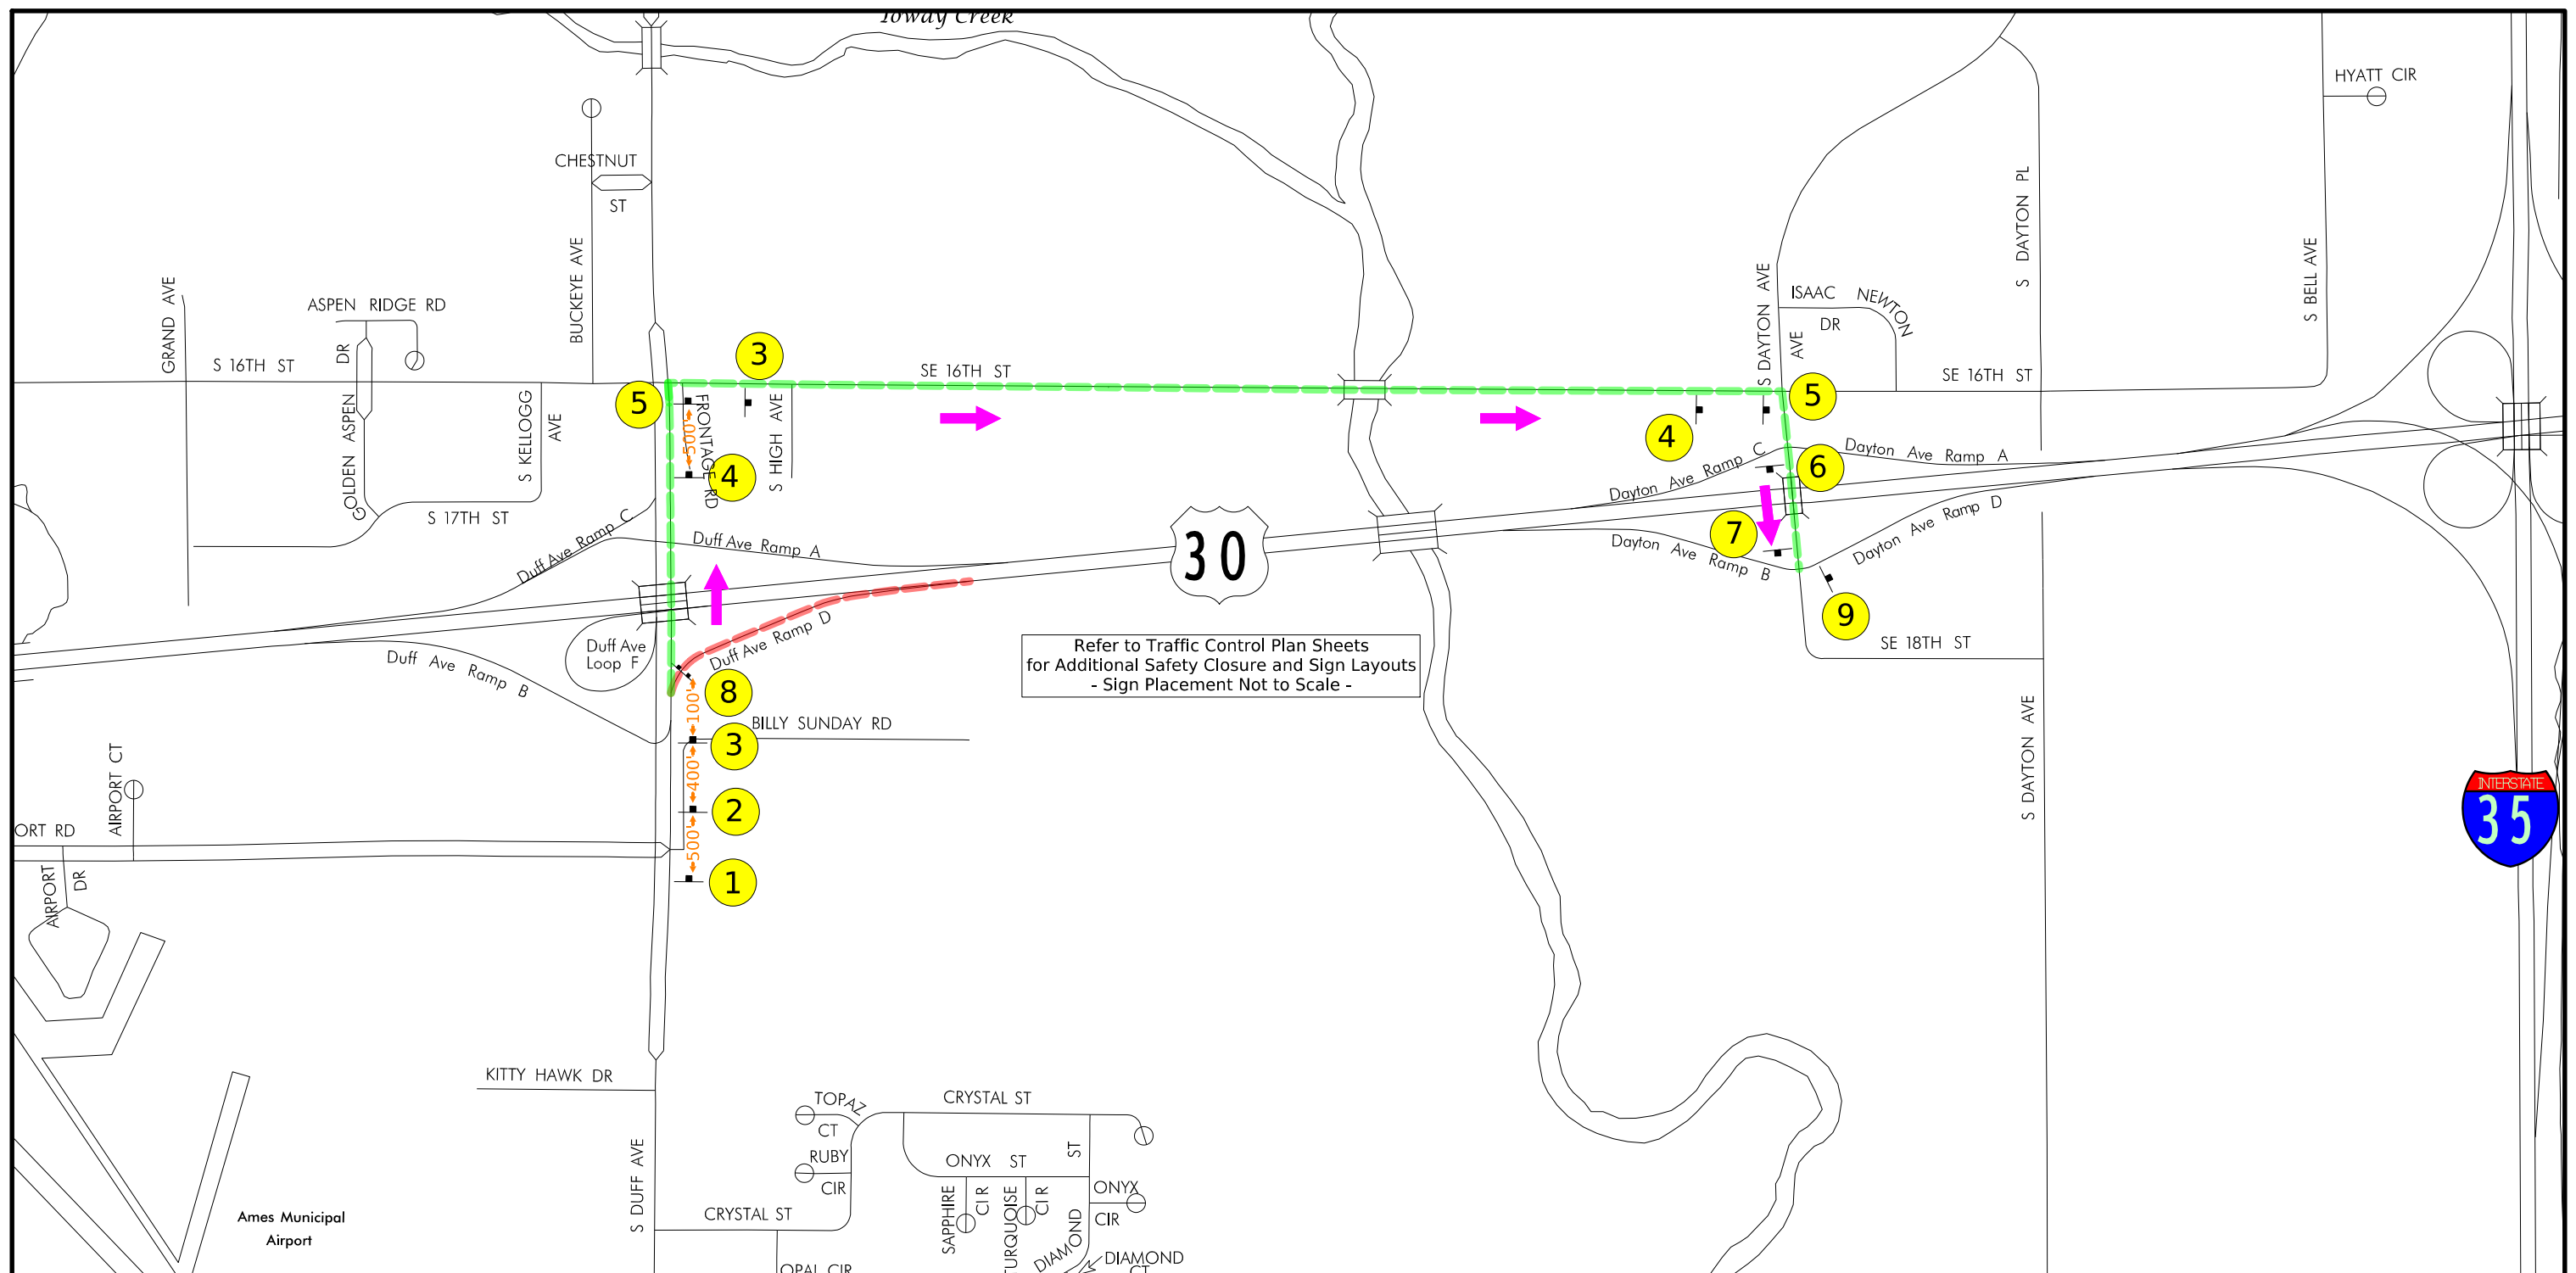 Ioway Creek
HYATT CIR
CHESTNUT
ST
BUCKEYE AVE
GRAND AVE
ASPEN RIDGE RD
GOLDEN ASPEN
DR
S 16TH ST
S KELLOGG
AVE
S 17TH ST
5
3
FRONTAGE RD
500'
4
S HIGH AVE
SE 16TH ST
S DAYTON AVE
ISAAC NEWTON
DR
AVE
S DAYTON PL
S BELL AVE
SE 16TH ST
5
4
6
7
9
Dayton Ave Ramp C
Dayton Ave Ramp A
Dayton Ave Ramp B
Dayton Ave Ramp D
SE 18TH ST
S DAYTON AVE
Duff Ave Ramp C
Duff Ave Ramp A
Duff Ave Ramp D
Duff Ave
Loop F
Duff Ave Ramp B
30
Refer to Traffic Control Plan Sheets
for Additional Safety Closure and Sign Layouts
- Sign Placement Not to Scale -
8
100'
BILLY SUNDAY RD
3
400'
2
500'
1
INTERSTATE
35
AIRPORT CT
ORT RD
AIRPORT
DR
KITTY HAWK DR
S DUFF AVE
TOPAZ
CT
CRYSTAL ST
RUBY
CIR
ONYX ST
ST
SAPPHIRE
CIR
TURQUOISE
CIR
ONYX
CIR
DIAMOND
DIAMOND
CT
CRYSTAL ST
OPAL CIR
Ames Municipal
Airport